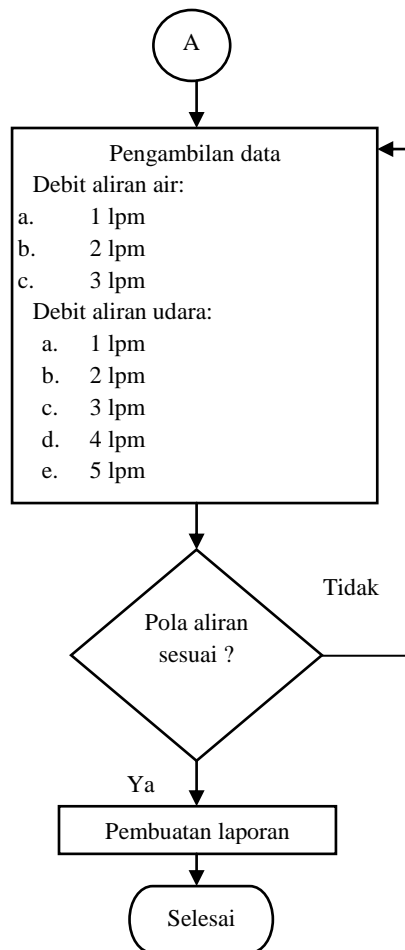 A
Pengambilan data
Debit aliran air:
a. 1 lpm
b. 2 lpm
c. 3 lpm
Debit aliran udara:
a. 1 lpm
b. 2 lpm
c. 3 lpm
d. 4 lpm
e. 5 lpm
Tidak
Pola aliran
sesuai ?
Ya
Pembuatan laporan
Selesai